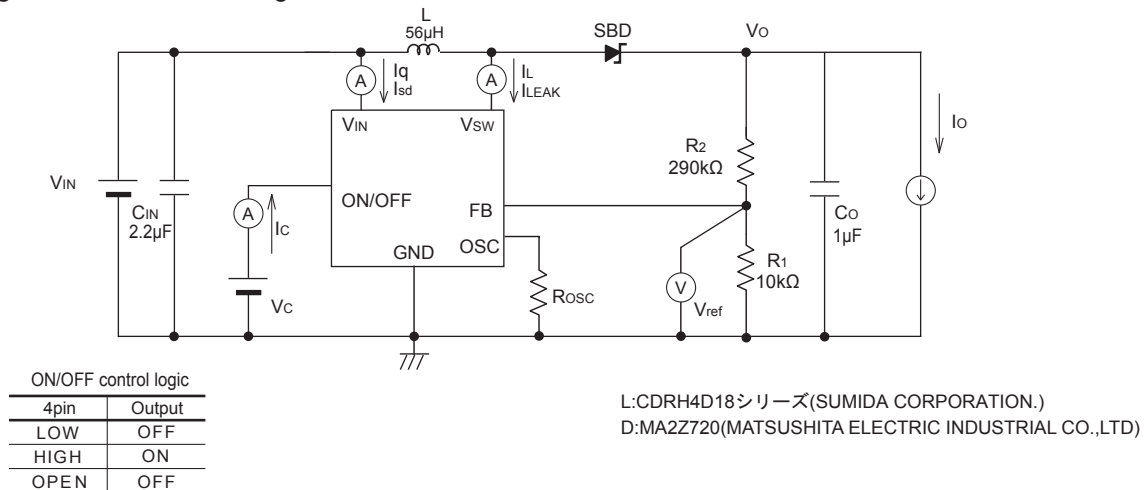 L
56µH
SBD
VO
A
Iq
Isd
A
IL
ILEAK
IO
VIN
VSW
R2
290kΩ
VIN
CIN
2.2µF
A
IC
ON/OFF
FB
OSC
GND
CO
1µF
R1
10kΩ
VC
ROSC
V
Vref
ON/OFF control logic
4pin Output
LOW OFF
HIGH ON
OPEN OFF
L:CDRH4D18シリーズ(SUMIDA CORPORATION.)
D:MA2Z720(MATSUSHITA ELECTRIC INDUSTRIAL CO.,LTD)